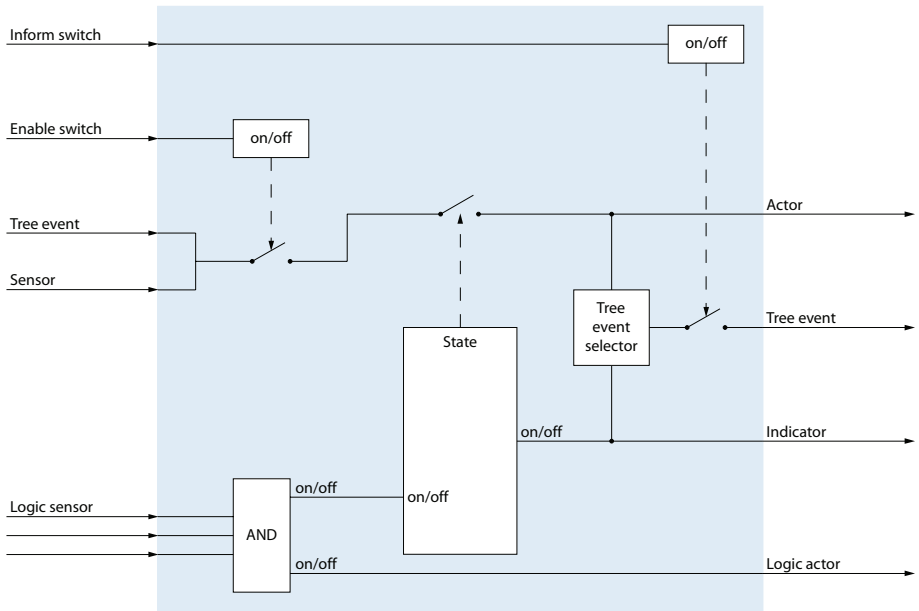 Inform switch
on/off
Enable switch
on/off
Tree event
Actor
Sensor
Tree
event
selector
Tree event
State
on/off
Indicator
on/off
on/off
Logic sensor
AND
on/off
Logic actor